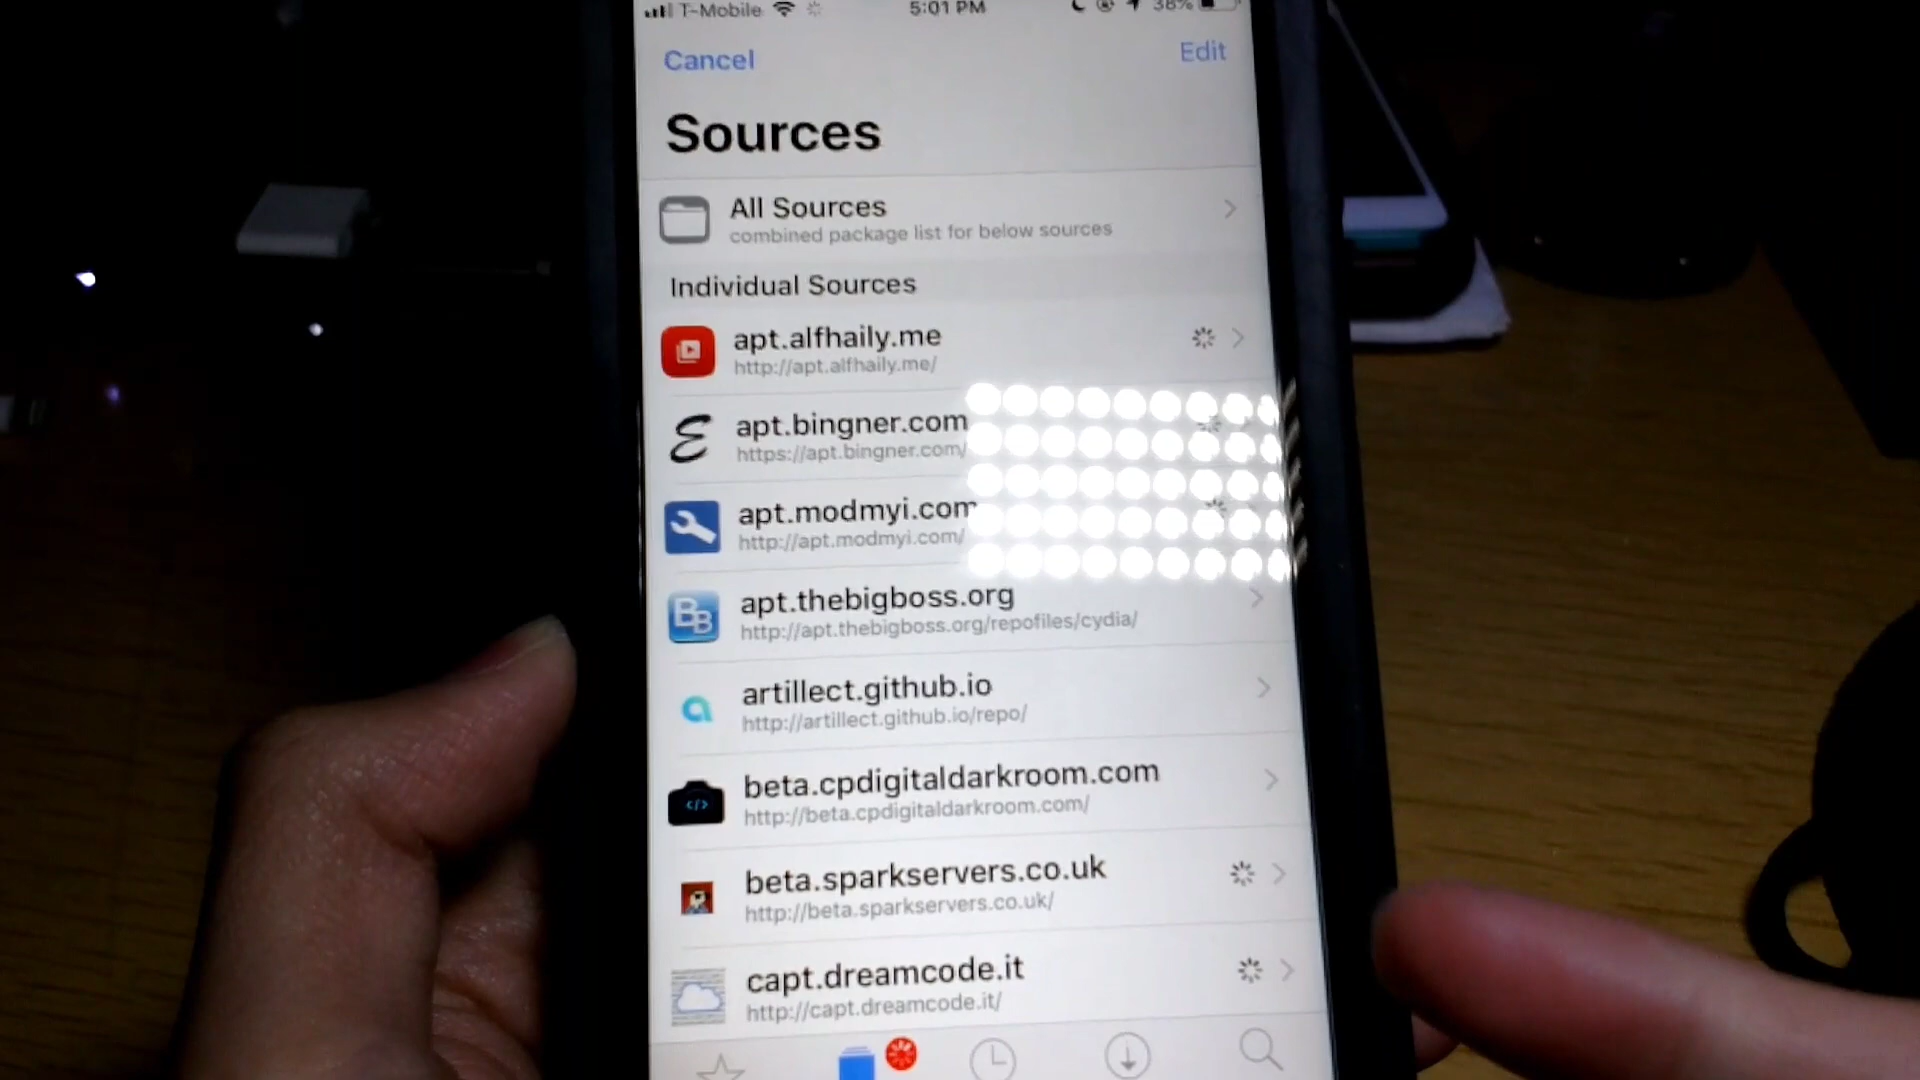 T-Mobile 5:01 PM 38%
Cancel Edit
Sources
All Sources
combined package list for below sources
Individual Sources
apt.alfhaily.me
http://apt.alfhaily.me/
apt.bingner.com
https://apt.bingner.com/
apt.modmyi.com
http://apt.modmyi.com/
BB
apt.thebigboss.org
http://apt.thebigboss.org/repofiles/cydia/
artillect.github.io
http://artillect.github.io/repo/
</>
beta.cpdigitaldarkroom.com
http://beta.cpdigitaldarkroom.com/
beta.sparkservers.co.uk
http://beta.sparkservers.co.uk/
capt.dreamcode.it
http://capt.dreamcode.it/